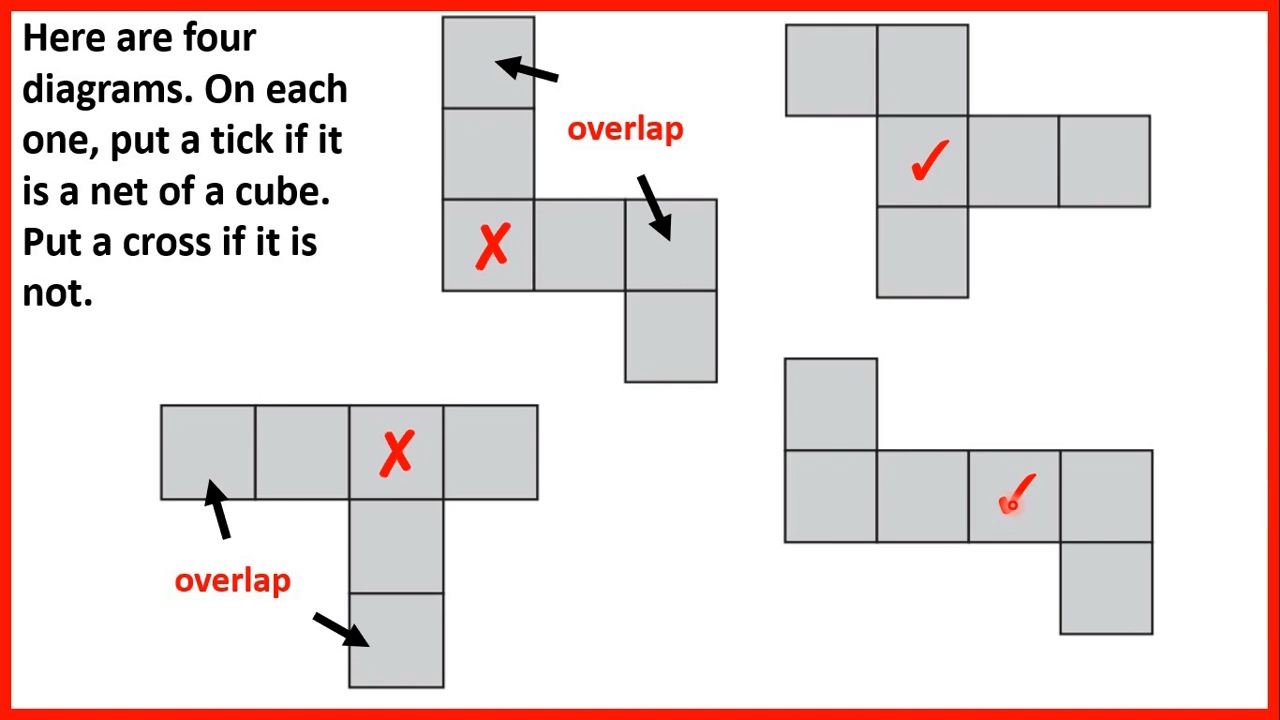 Here are four
diagrams. On each
one, put a tick if it
is a net of a cube.
Put a cross if it is
not.
overlap
✗
✓
✗
overlap
✓